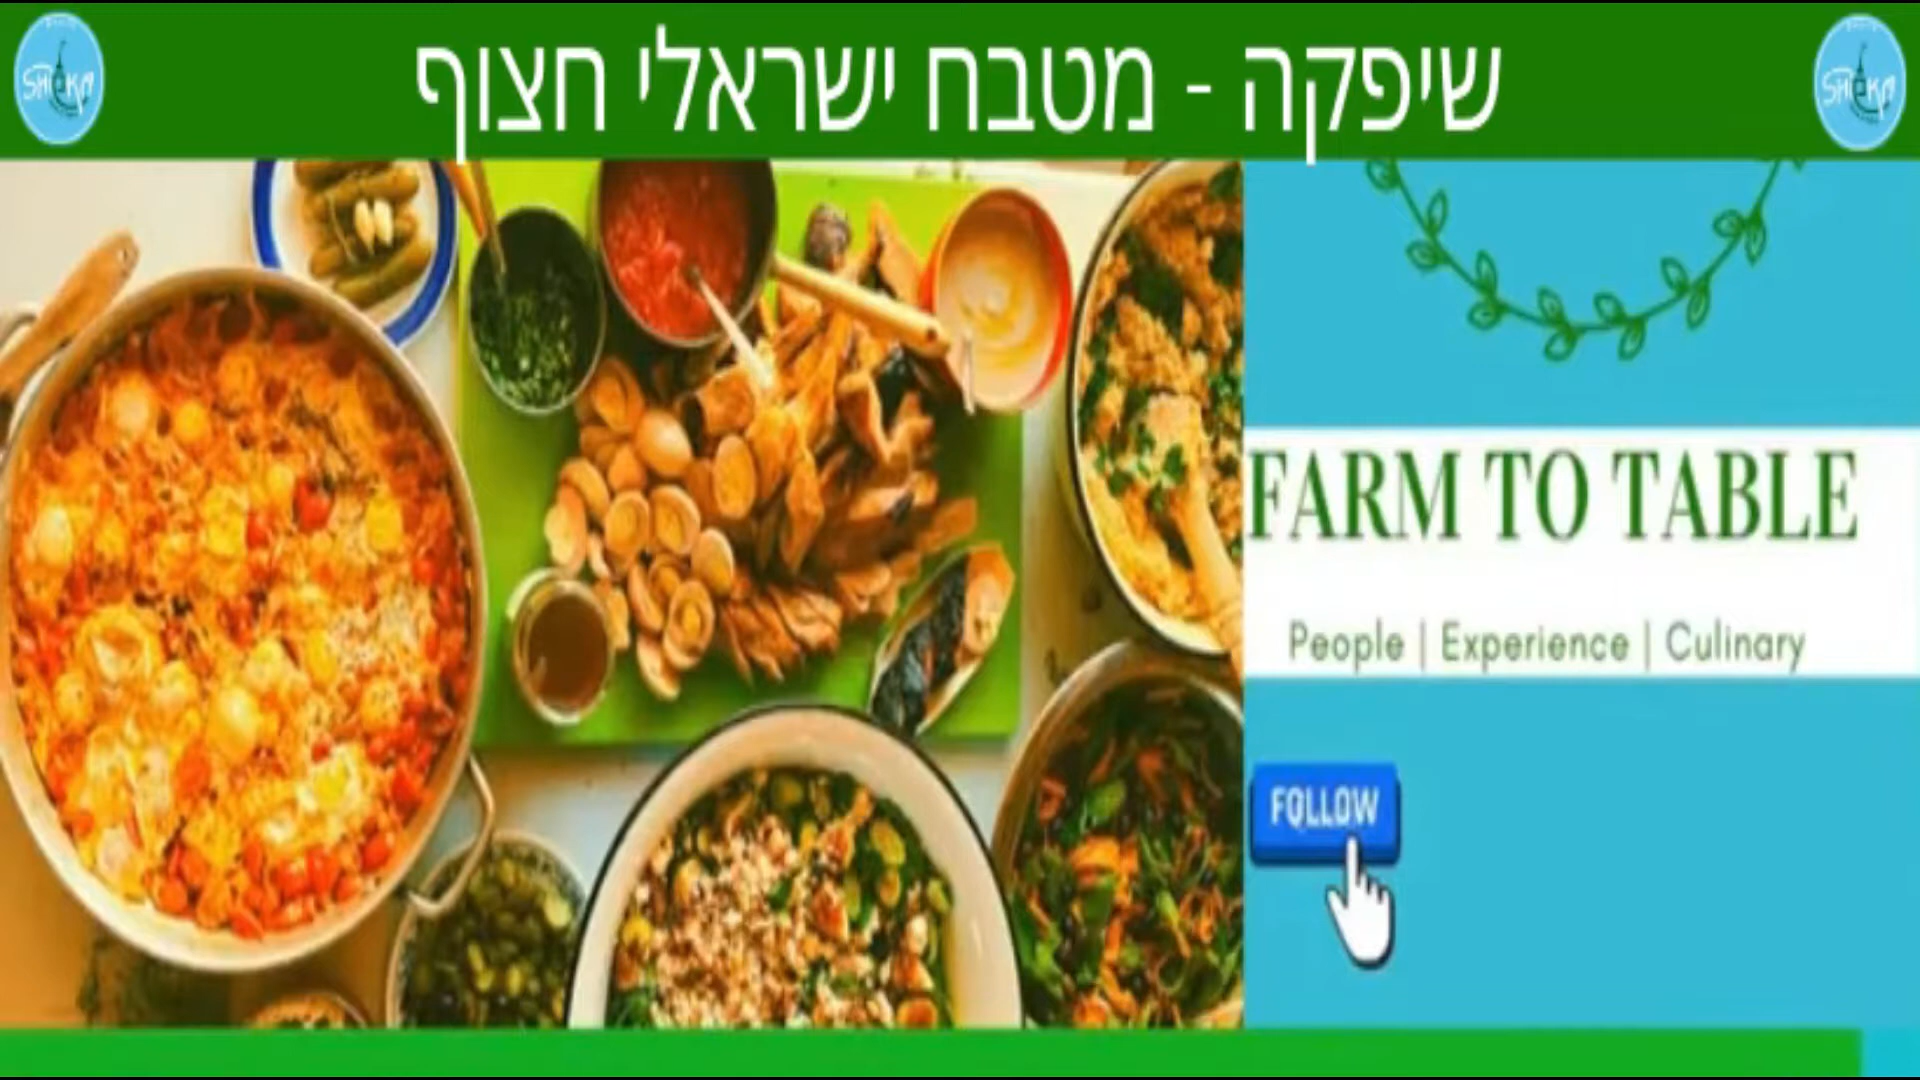 שיפקה - מטבח ישראלי חצוף
FARM TO TABLE
People | Experience | Culinary
FOLLOW